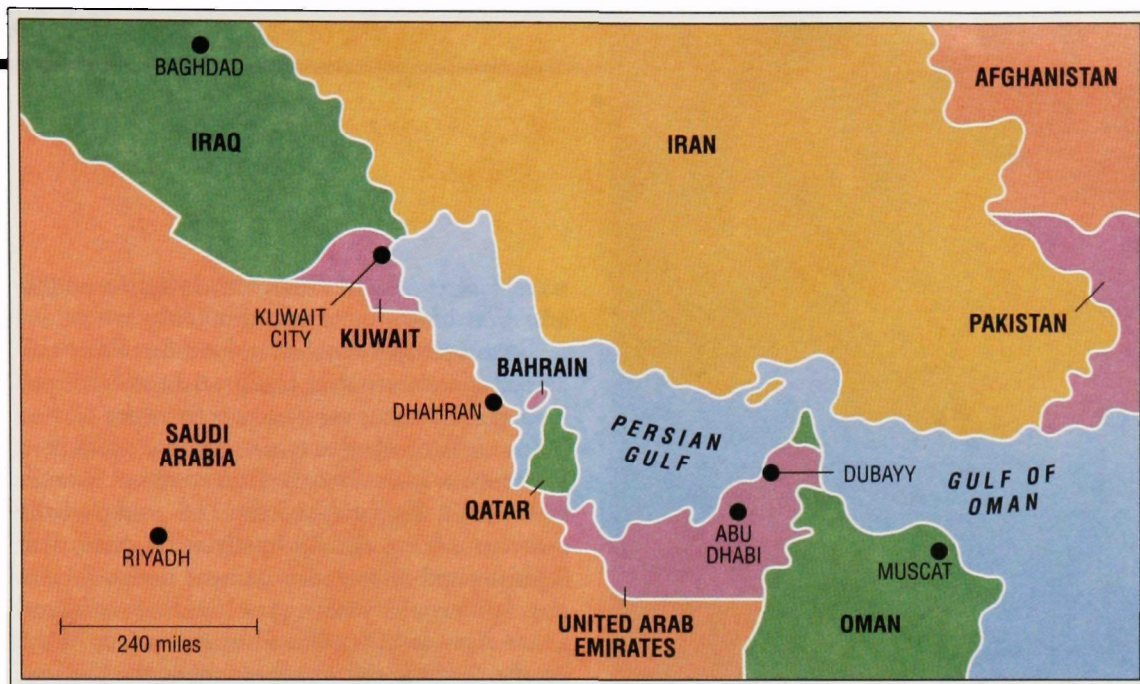 BAGHDAD
IRAQ
IRAN
AFGHANISTAN
KUWAIT
CITY
KUWAIT
PAKISTAN
BAHRAIN
DHAHRAN
SAUDI
ARABIA
PERSIAN
GULF
DUBAYY
GULF OF
OMAN
QATAR
RIYADH
ABU
DHABI
MUSCAT
240 miles
UNITED ARAB
EMIRATES
OMAN